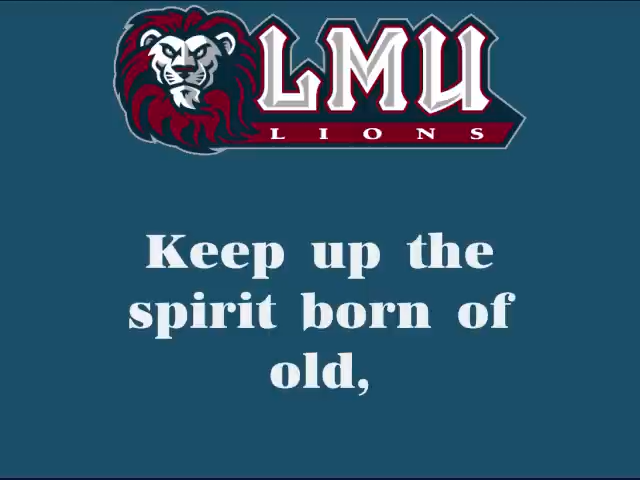 LMU
LIONS
Keep up the
spirit born of
old,